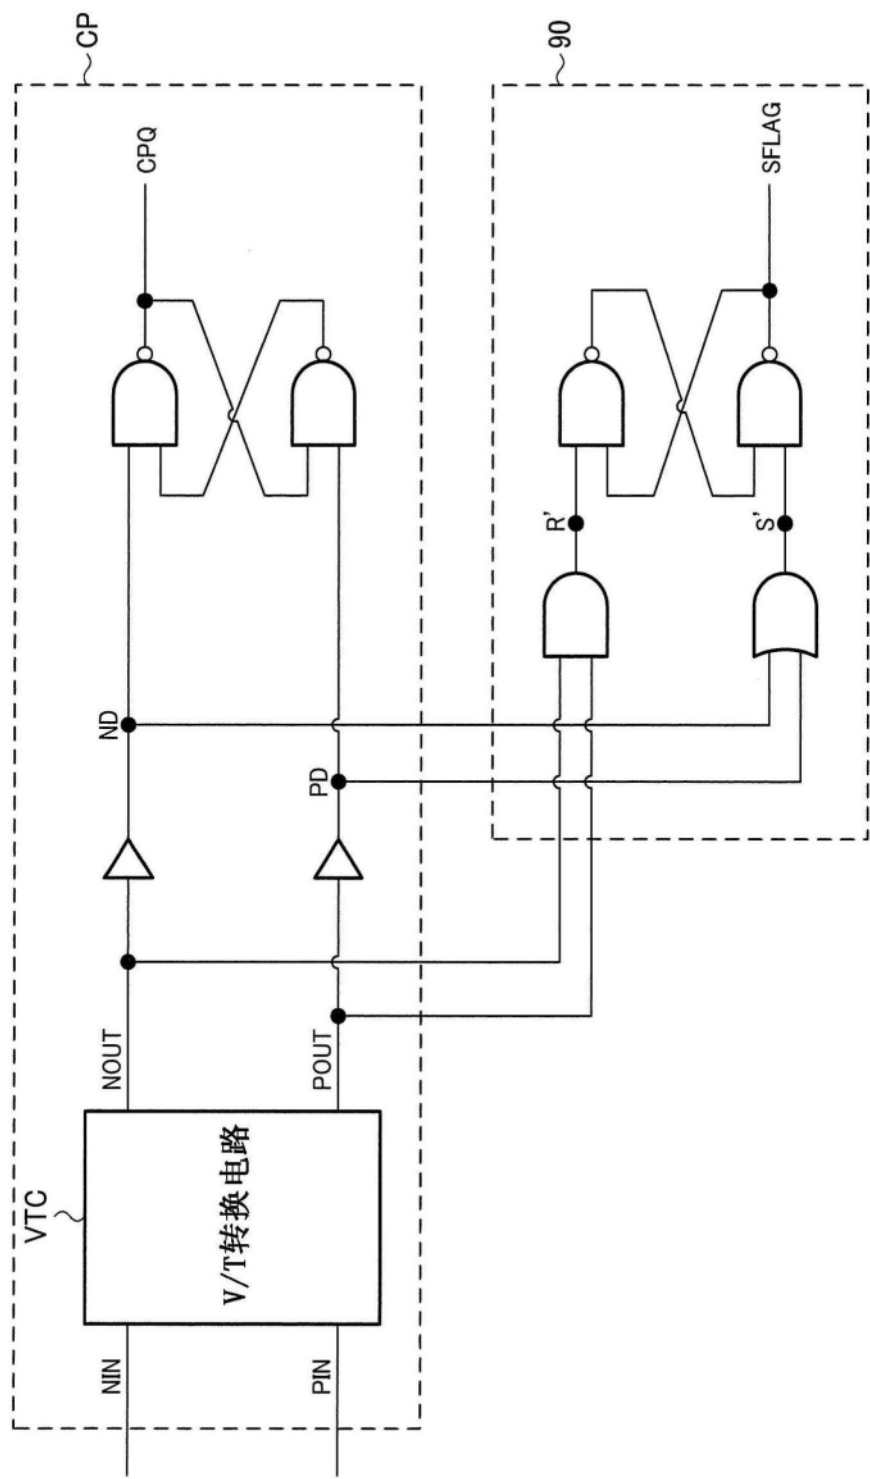 CP
VTC
NIN
PIN
V/T转换电路
NOUT
POUT
ND
PD
CPQ
90
R'
S'
SFLAG